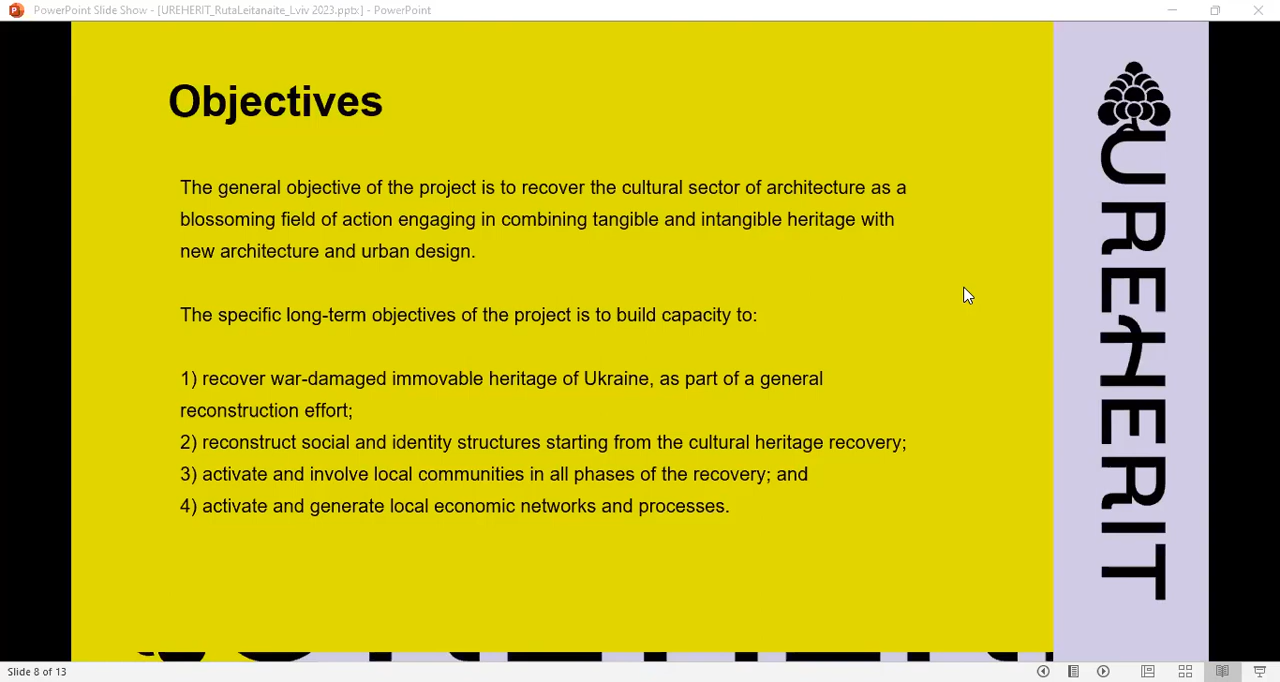 PowerPoint Slide Show - [UREHERIT_RutaLeitanaite_Lviv 2023.ppt:] - PowerPoint
Objectives
The general objective of the project is to recover the cultural sector of architecture as a
blossoming field of action engaging in combining tangible and intangible heritage with
new architecture and urban design.
The specific long-term objectives of the project is to build capacity to:
1) recover war-damaged immovable heritage of Ukraine, as part of a general
reconstruction effort;
2) reconstruct social and identity structures starting from the cultural heritage recovery;
3) activate and involve local communities in all phases of the recovery; and
4) activate and generate local economic networks and processes.
UREHERIT
Slide 8 of 13